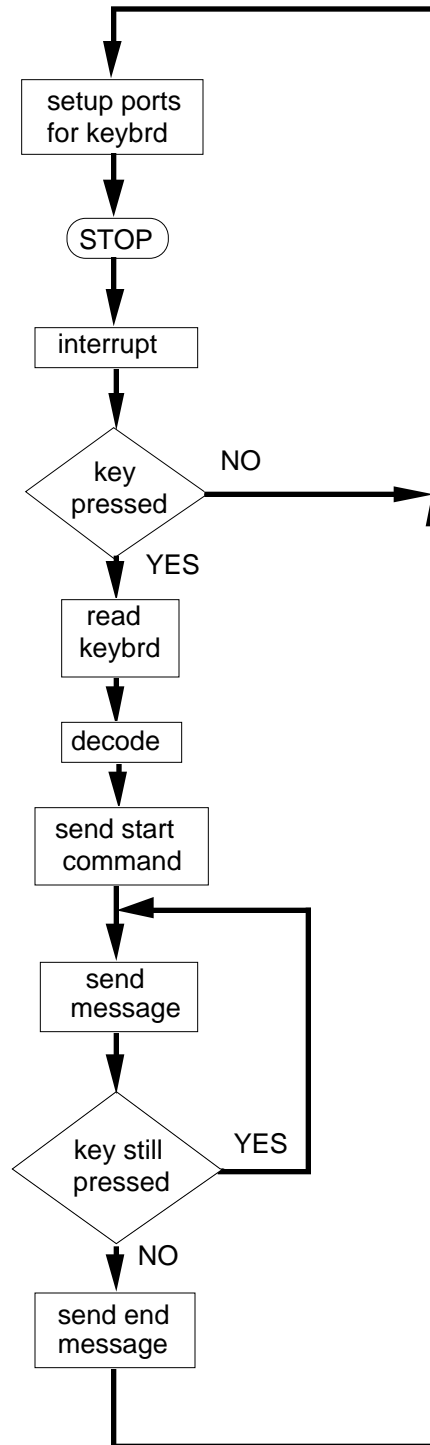 setup ports
for keybrd
STOP
interrupt
key
pressed
NO
YES
read
keybrd
decode
send start
command
send
message
key still
pressed
YES
NO
send end
message